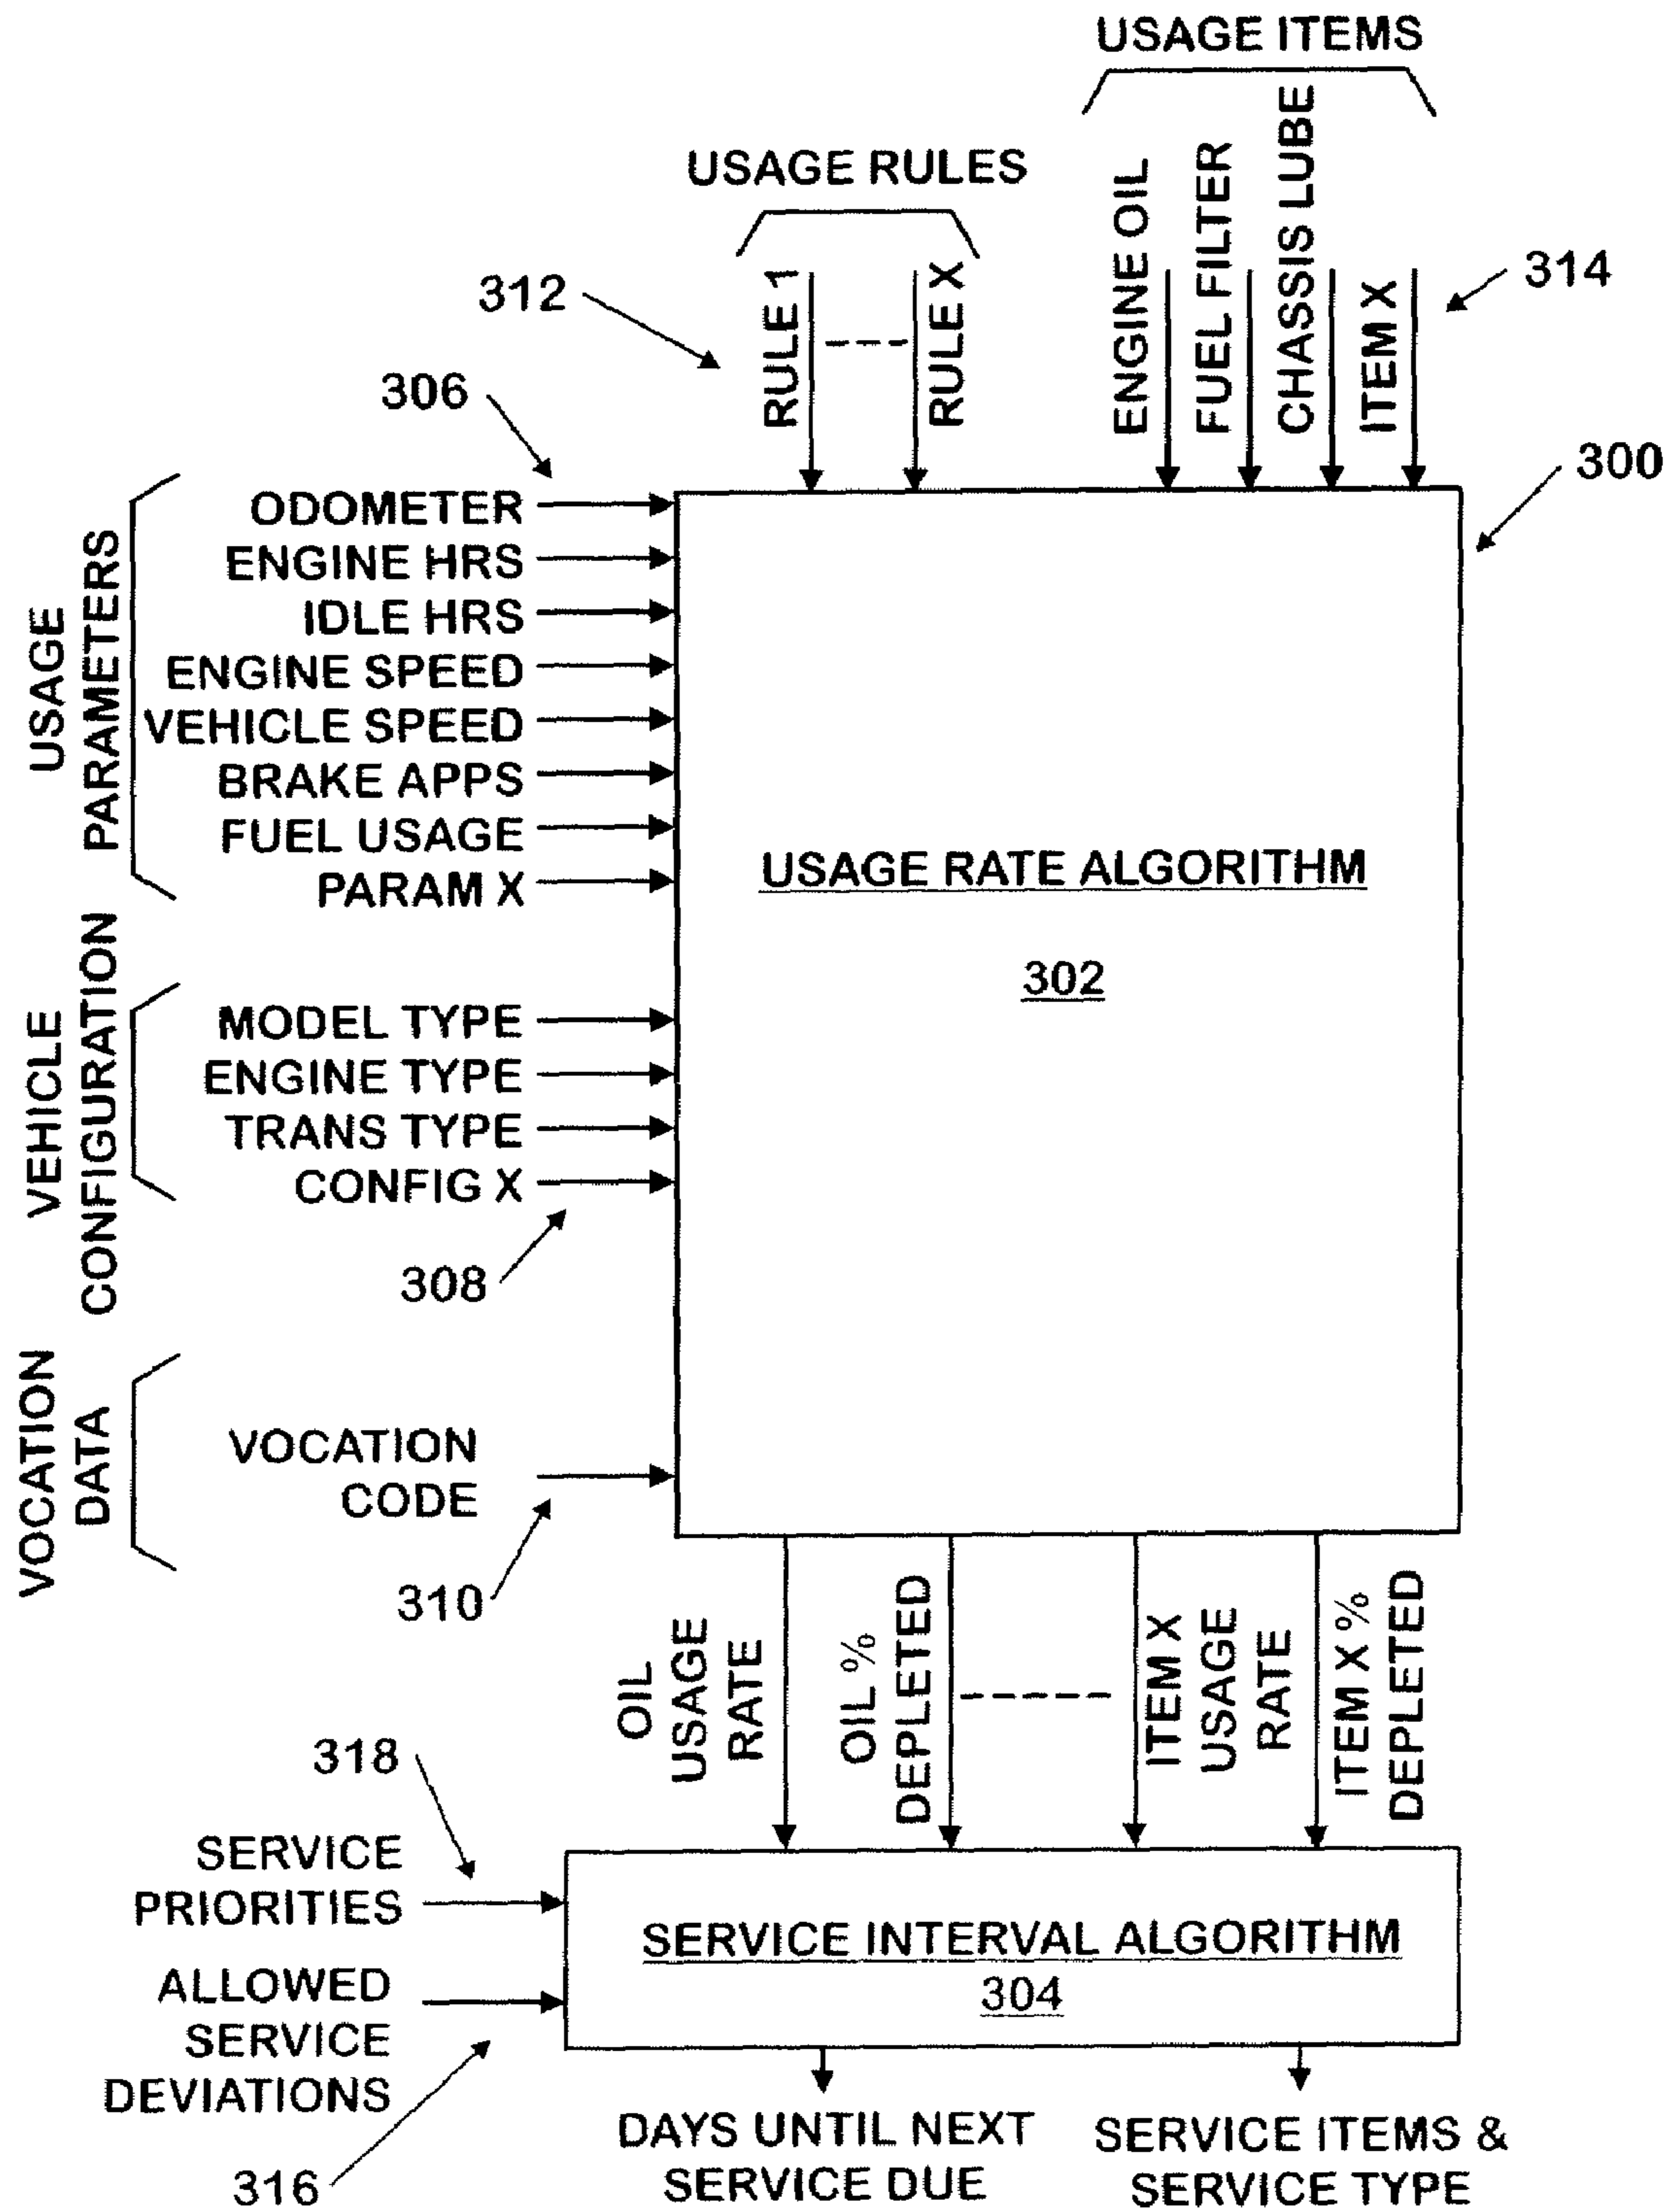 USAGE ITEMS
ENGINE OIL
FUEL FILTER
CHASSIS LUBE
ITEM X
314
USAGE RULES
312
RULE 1
RULE X
306
300
USAGE
PARAMETERS
ODOMETER
ENGINE HRS
IDLE HRS
ENGINE SPEED
VEHICLE SPEED
BRAKE APPS
FUEL USAGE
PARAM X
USAGE RATE ALGORITHM
302
VEHICLE
CONFIGURATION
MODEL TYPE
ENGINE TYPE
TRANS TYPE
CONFIG X
308
VOCATION
DATA
VOCATION
CODE
310
OIL
USAGE
RATE
OIL %
DEPLETED
ITEM X
USAGE
RATE
ITEM X %
DEPLETED
318
SERVICE
PRIORITIES
SERVICE INTERVAL ALGORITHM
304
ALLOWED
SERVICE
DEVIATIONS
316
DAYS UNTIL NEXT
SERVICE DUE
SERVICE ITEMS &
SERVICE TYPE